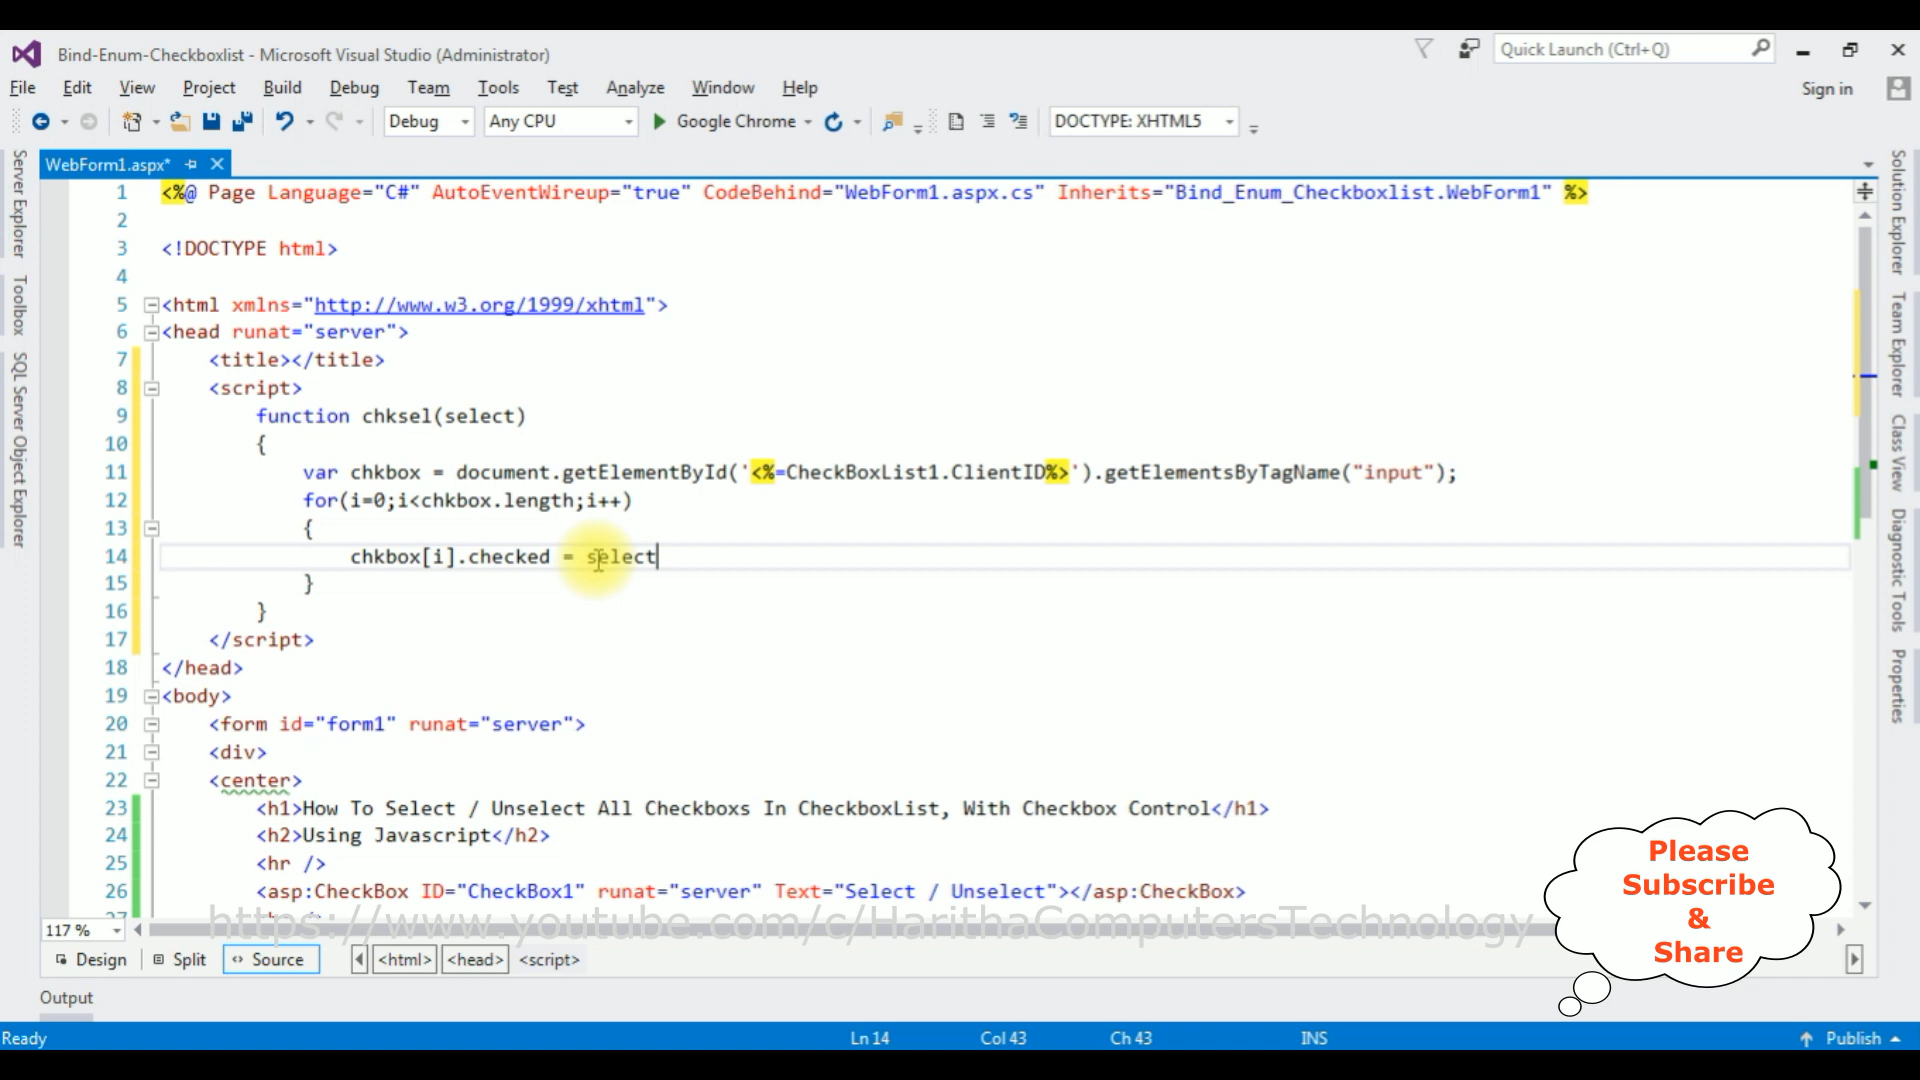 Bind-Enum-Checkboxlist - Microsoft Visual Studio (Administrator)
Quick Launch (Ctrl+Q)
File Edit View Project Build Debug Team Tools Test Analyze Window Help
Sign in
Debug Any CPU Google Chrome DOCTYPE: XHTML5
Server Explorer
Toolbox
SQL Server Object Explorer
WebForm1.aspx*
1 <%@ Page Language="C#" AutoEventWireup="true" CodeBehind="WebForm1.aspx.cs" Inherits="Bind_Enum_Checkboxlist.WebForm1" %>
2
3 <!DOCTYPE html>
4
5 <html xmlns="http://www.w3.org/1999/xhtml">
6 <head runat="server">
7 <title></title>
8 <script>
9 function chksel(select)
10 {
11 var chkbox = document.getElementById('<%=CheckBoxList1.ClientID%>').getElementsByTagName("input");
12 for(i=0;i<chkbox.length;i++)
13 {
14 chkbox[i].checked = select
15 }
16 }
17 </script>
18 </head>
19 <body>
20 <form id="form1" runat="server">
21 <div>
22 <center>
23 <h1>How To Select / Unselect All Checkboxs In CheckboxList, With Checkbox Control</h1>
24 <h2>Using Javascript</h2>
25 <hr />
26 <asp:CheckBox ID="CheckBox1" runat="server" Text="Select / Unselect"></asp:CheckBox>
https://www.youtube.com/c/HarithaComputersTechnology
Solution Explorer
Team Explorer
Class View
Diagnostic Tools
Properties
Please
Subscribe
&
Share
117 %
Design Split Source <html> <head> <script>
Output
Ready Ln 14 Col 43 Ch 43 INS Publish